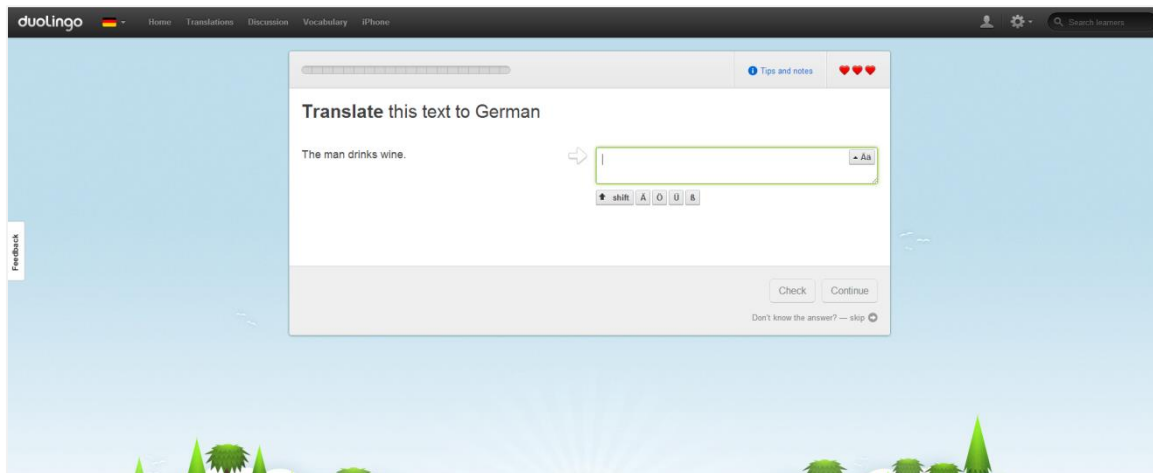 duolingo Home Translations Discussion Vocabulary iPhone Search learners
Tips and notes
Translate this text to German
The man drinks wine. Äa
shift Ä Ö Ü ß
Feedback
Check Continue
Don't know the answer? — skip